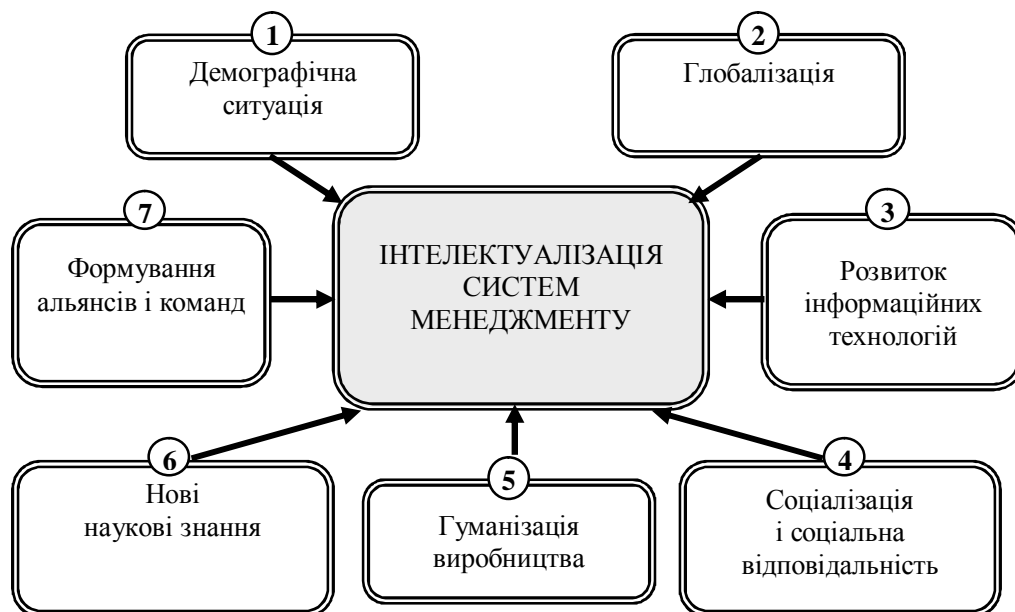 1
Демографічна
ситуація
2
Глобалізація
7
Формування
альянсів і команд
ІНТЕЛЕКТУАЛІЗАЦІЯ
СИСТЕМ
МЕНЕДЖМЕНТУ
3
Розвиток
інформаційних
технологій
6
Нові
наукові знання
5
Гуманізація
виробництва
4
Соціалізація
і соціальна
відповідальність